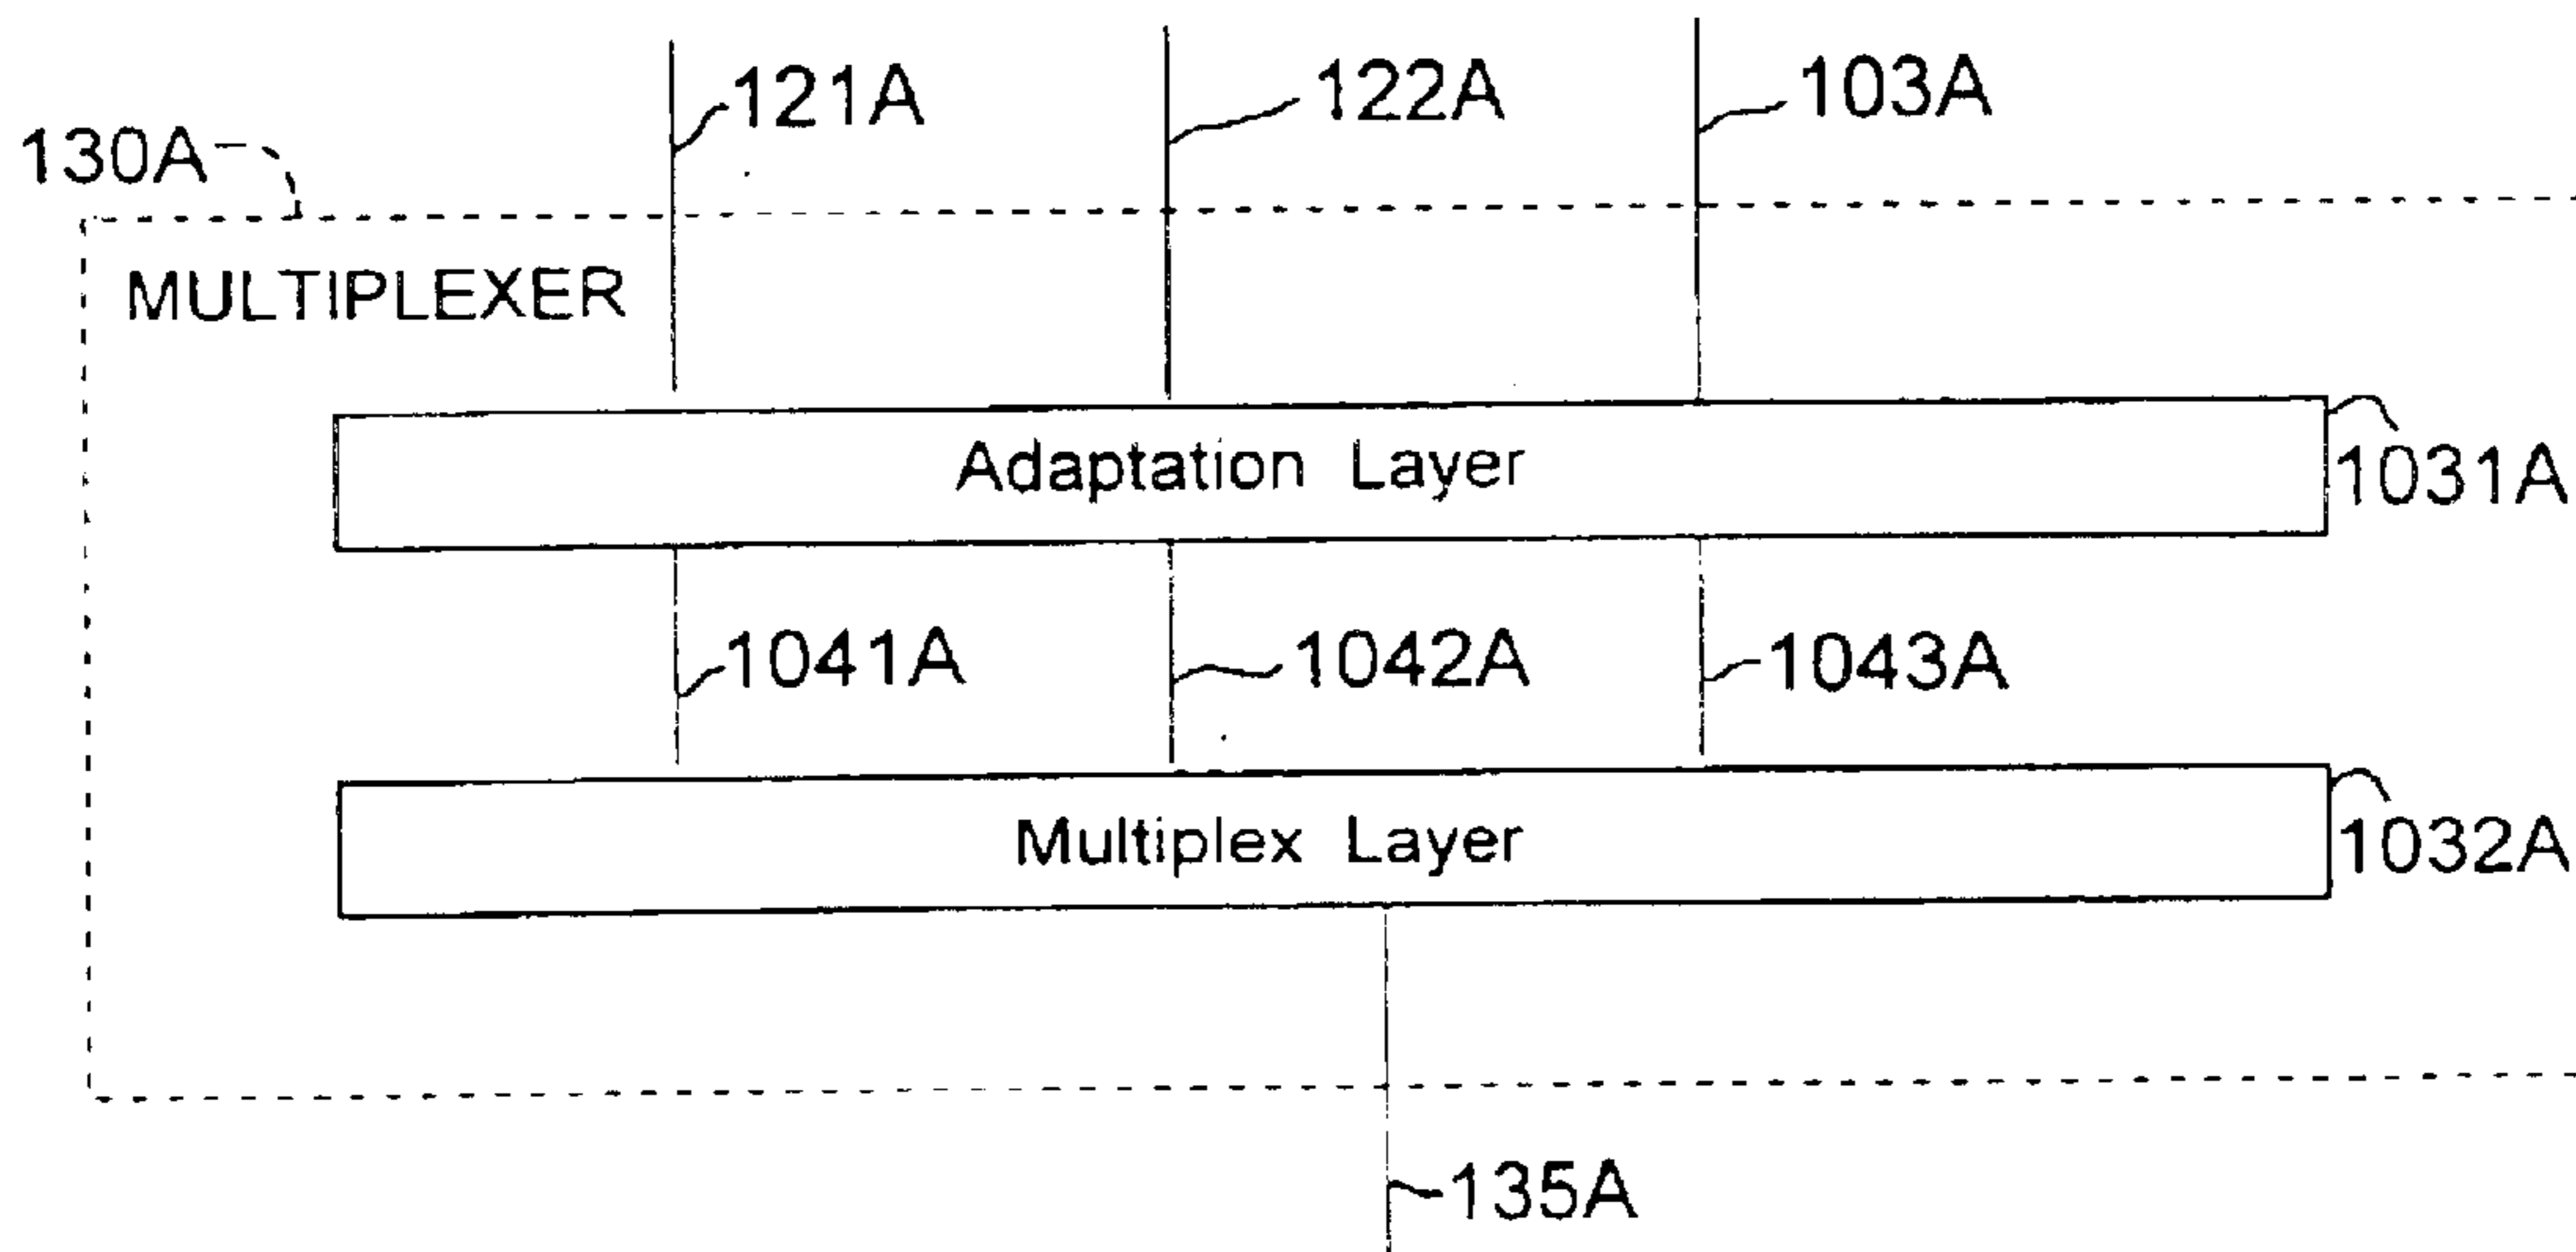 121A
122A
103A
130A
MULTIPLEXER
Adaptation Layer
1031A
1041A
1042A
1043A
Multiplex Layer
1032A
135A